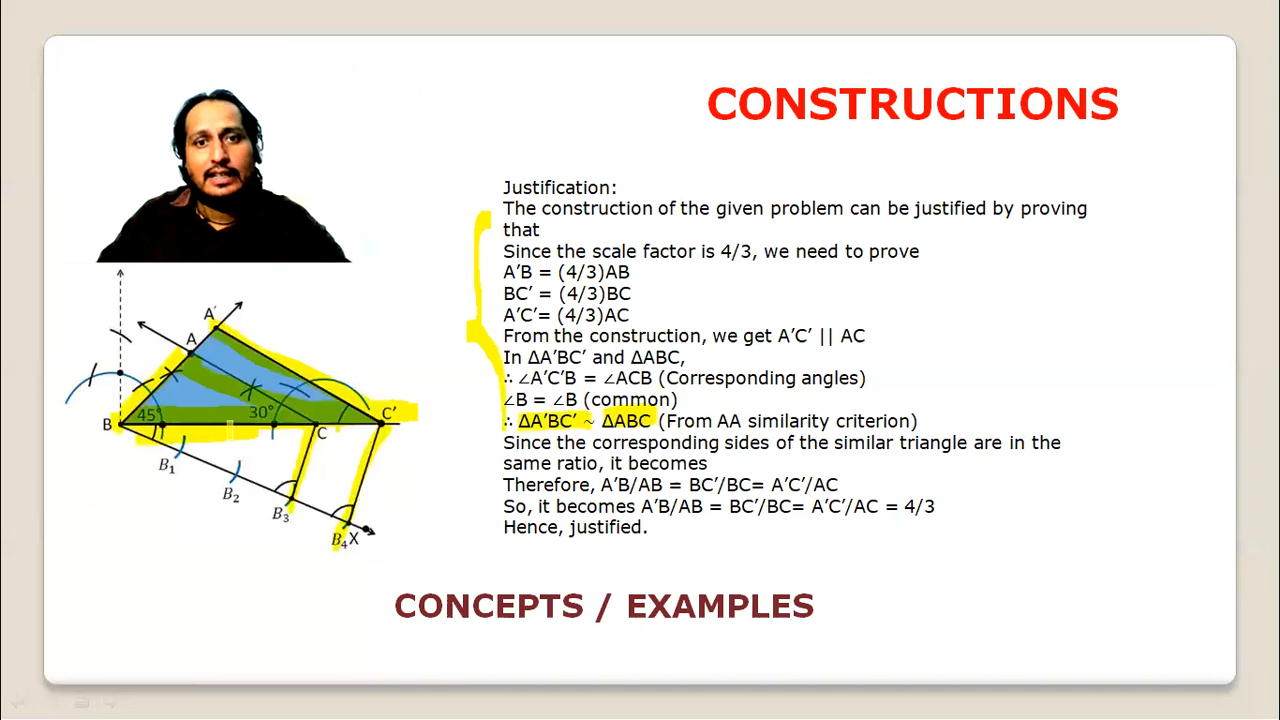 CONSTRUCTIONS
Justification:
The construction of the given problem can be justified by proving
that
Since the scale factor is 4/3, we need to prove
A’B = (4/3)AB
BC’ = (4/3)BC
A’C’= (4/3)AC
From the construction, we get A’C’ || AC
In ΔA’BC’ and ΔABC,
∴ ∠A’C’B = ∠ACB (Corresponding angles)
∠B = ∠B (common)
∴ ΔA’BC’ ~ ΔABC (From AA similarity criterion)
Since the corresponding sides of the similar triangle are in the
same ratio, it becomes
Therefore, A’B/AB = BC’/BC= A’C’/AC
So, it becomes A’B/AB = BC’/BC= A’C’/AC = 4/3
Hence, justified.
A'
A
B
45°
30°
C
C’
B₁
B₂
B₃
B₄
X
CONCEPTS / EXAMPLES